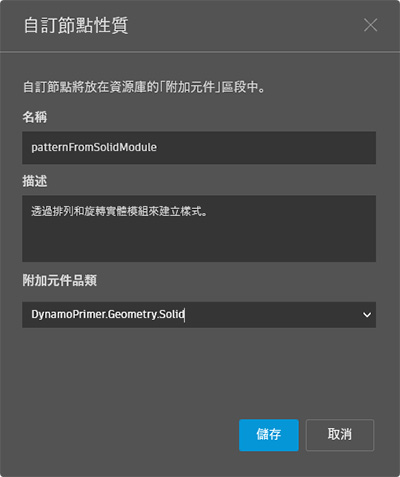 自訂節點性質
自訂節點將放在資源庫的「附加元件」區段中。
名稱
patternFromSolidModule
描述
透過排列和旋轉實體模組來建立樣式。
附加元件品類
DynamoPrimer.Geometry.Solid
儲存
取消